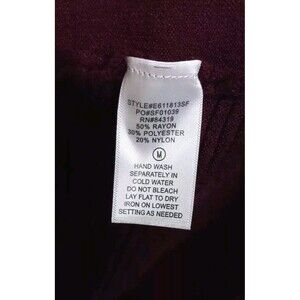 STYLE#E611813SF
PO#SF01039
RN#84319
50% RAYON
30% POLYESTER
20% NYLON
M
HAND WASH
SEPARATELY IN
COLD WATER
DO NOT BLEACH
LAY FLAT TO DRY
IRON ON LOWEST
SETTING AS NEEDED